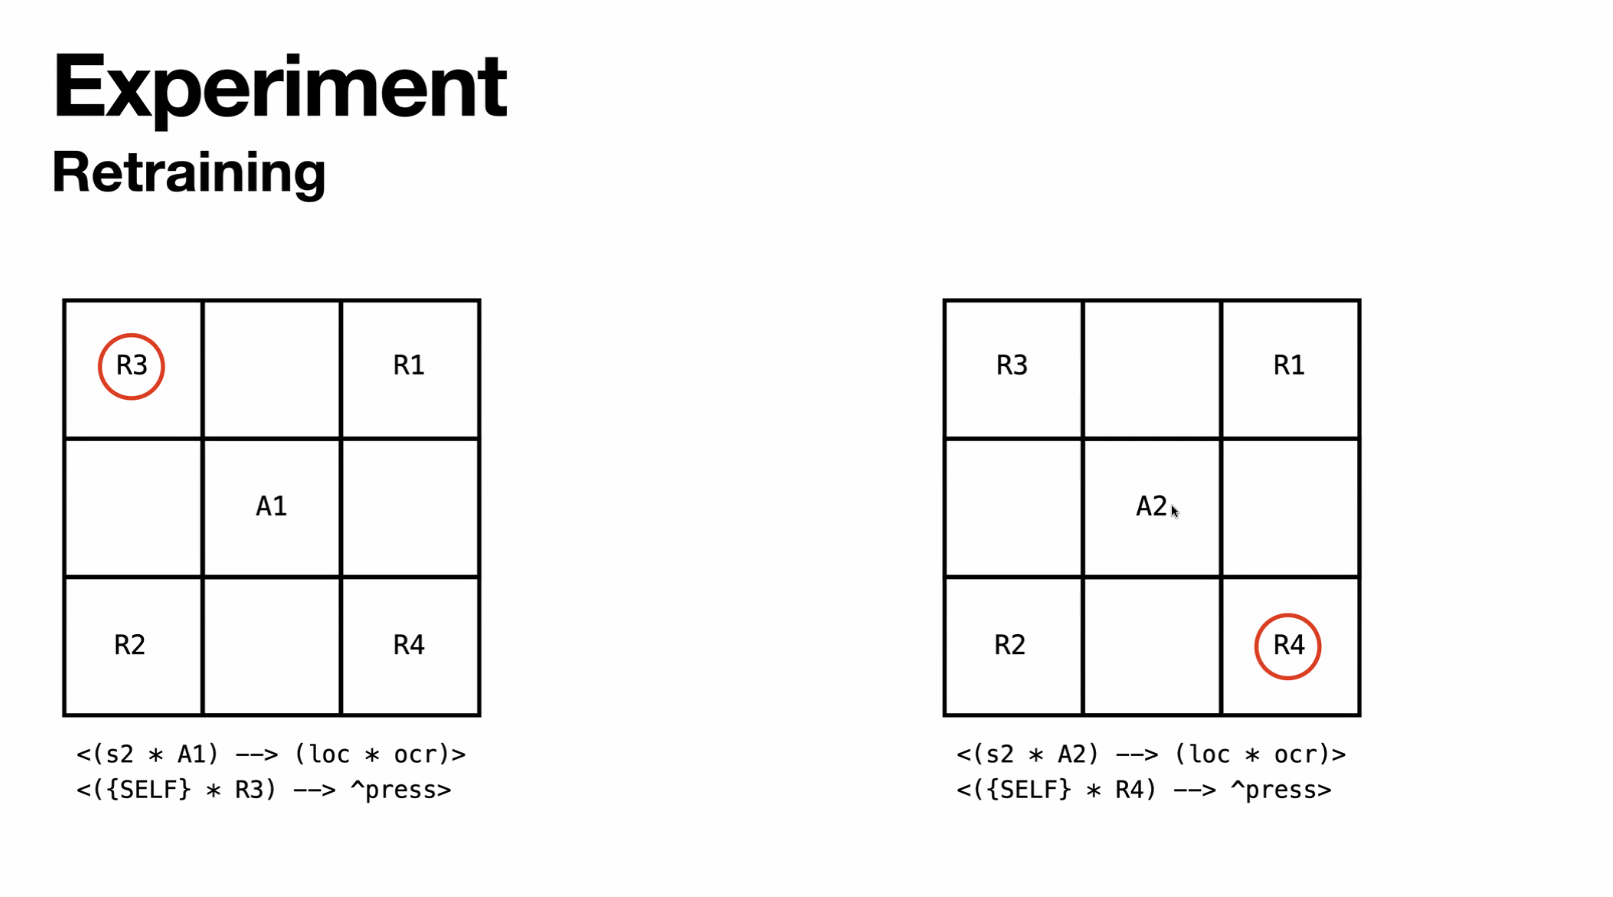 Experiment
Retraining
R3 R1
A1
R2 R4
<(s2 * A1) --> (loc * ocr)>
<({SELF} * R3) --> ^press>
R3 R1
A2
R2 R4
<(s2 * A2) --> (loc * ocr)>
<({SELF} * R4) --> ^press>